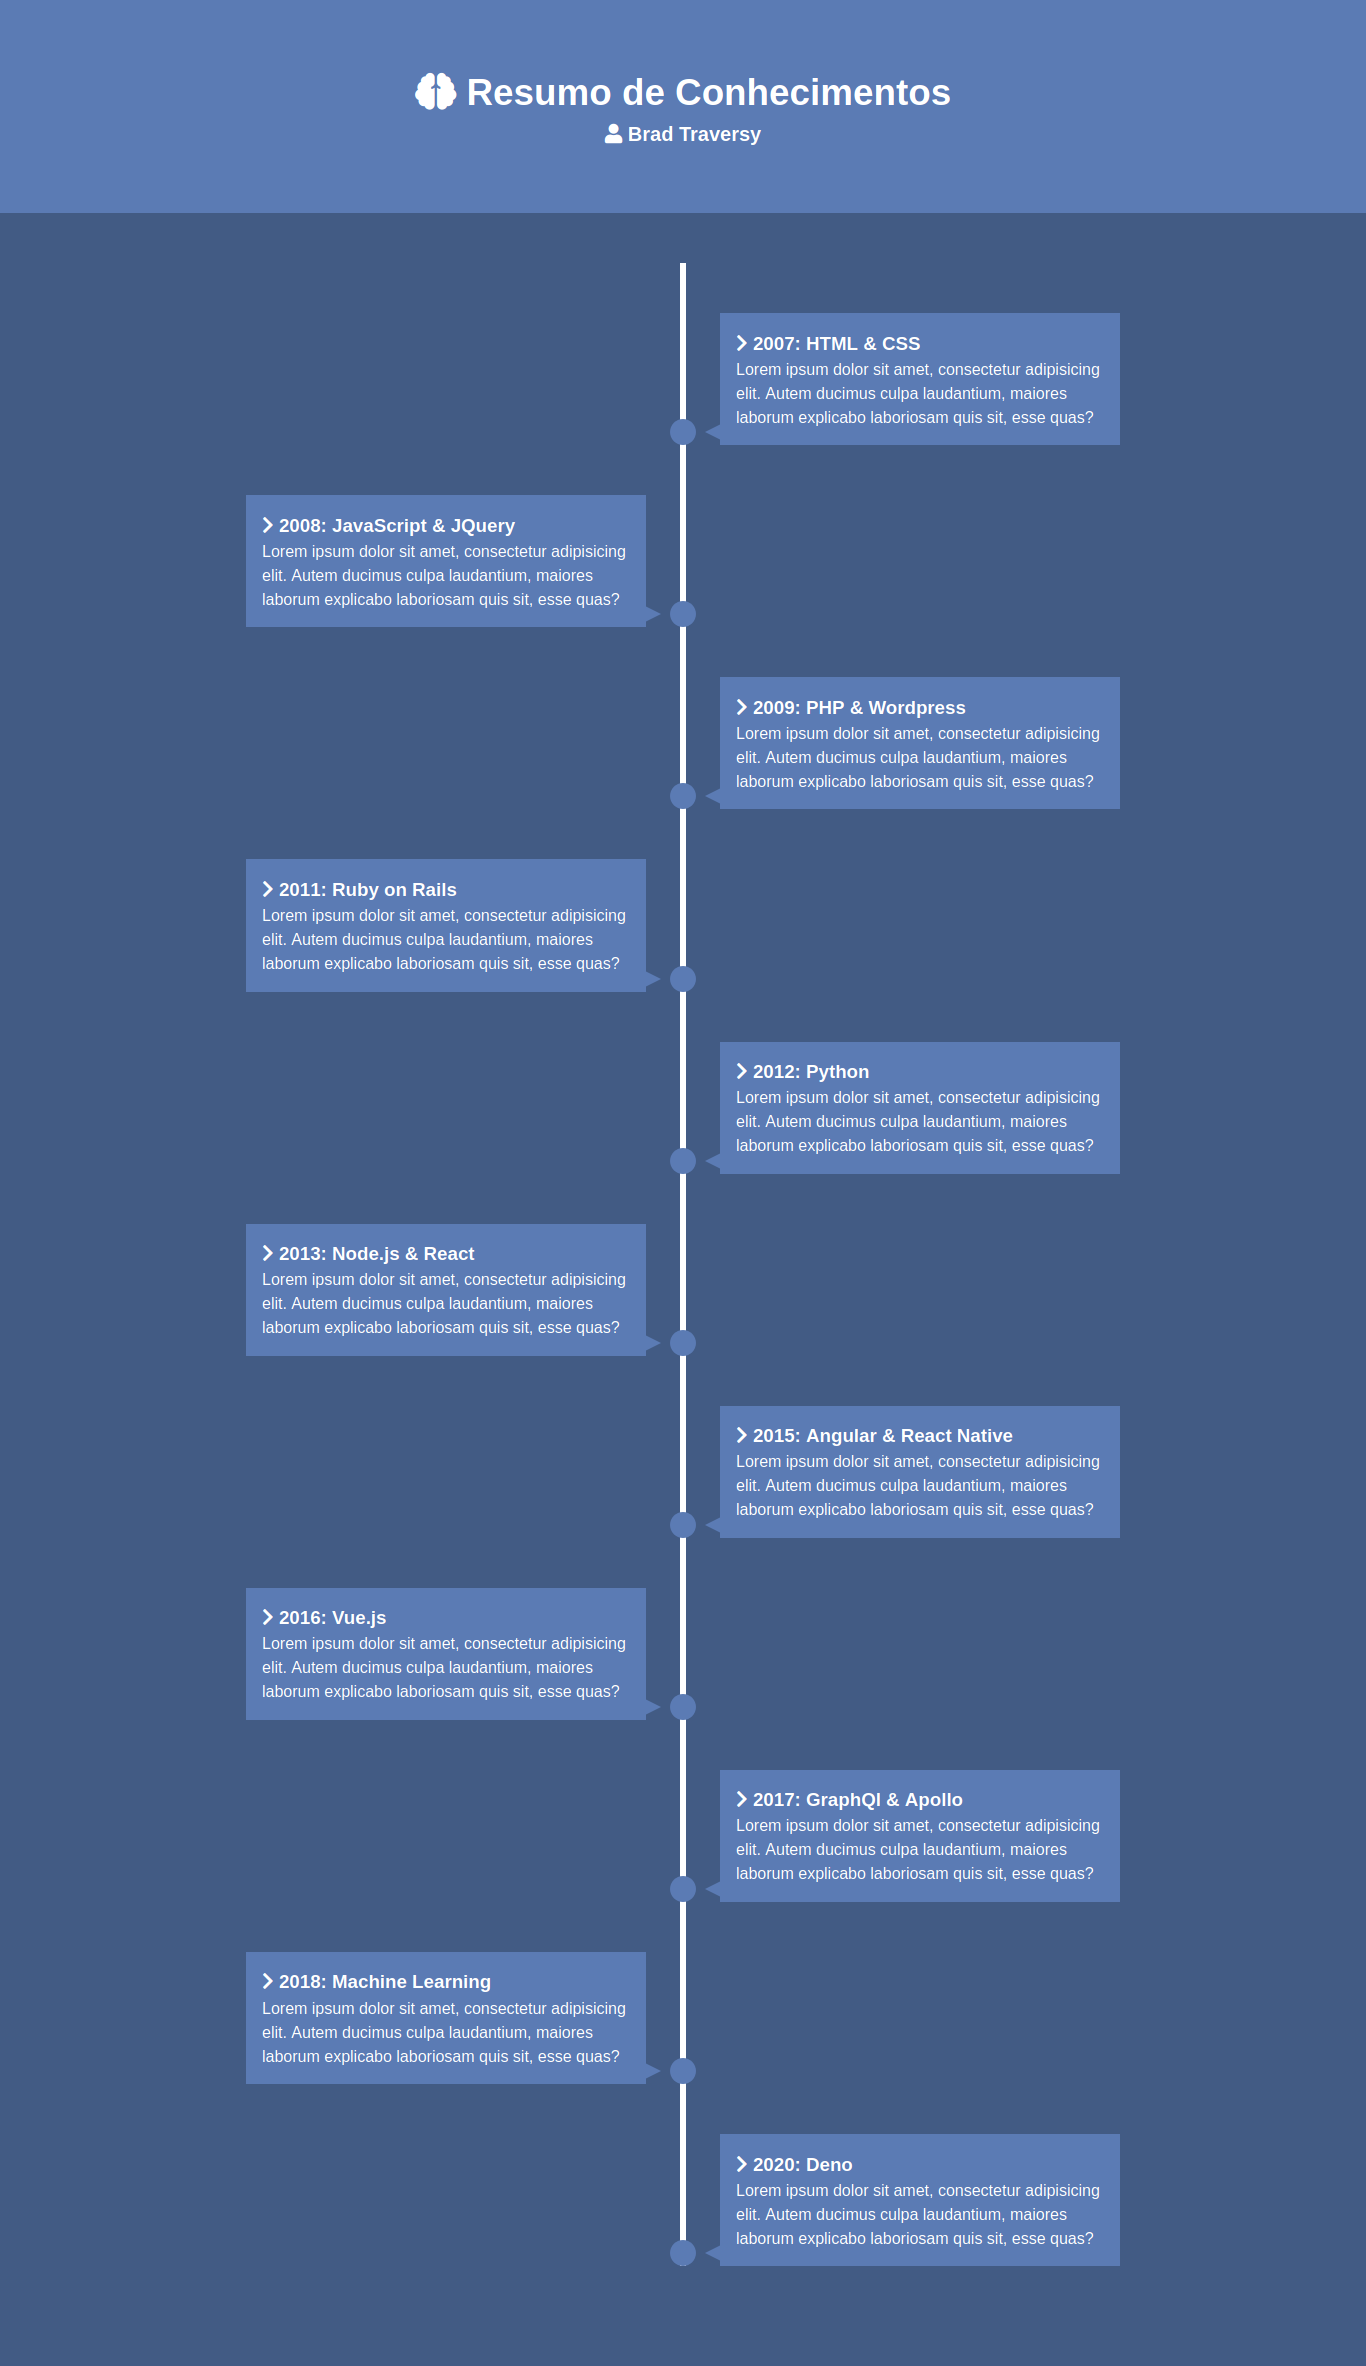 Resumo de Conhecimentos
Brad Traversy
2007: HTML & CSS
Lorem ipsum dolor sit amet, consectetur adipisicing
elit. Autem ducimus culpa laudantium, maiores
laborum explicabo laboriosam quis sit, esse quas?
2008: JavaScript & JQuery
Lorem ipsum dolor sit amet, consectetur adipisicing
elit. Autem ducimus culpa laudantium, maiores
laborum explicabo laboriosam quis sit, esse quas?
2009: PHP & Wordpress
Lorem ipsum dolor sit amet, consectetur adipisicing
elit. Autem ducimus culpa laudantium, maiores
laborum explicabo laboriosam quis sit, esse quas?
2011: Ruby on Rails
Lorem ipsum dolor sit amet, consectetur adipisicing
elit. Autem ducimus culpa laudantium, maiores
laborum explicabo laboriosam quis sit, esse quas?
2012: Python
Lorem ipsum dolor sit amet, consectetur adipisicing
elit. Autem ducimus culpa laudantium, maiores
laborum explicabo laboriosam quis sit, esse quas?
2013: Node.js & React
Lorem ipsum dolor sit amet, consectetur adipisicing
elit. Autem ducimus culpa laudantium, maiores
laborum explicabo laboriosam quis sit, esse quas?
2015: Angular & React Native
Lorem ipsum dolor sit amet, consectetur adipisicing
elit. Autem ducimus culpa laudantium, maiores
laborum explicabo laboriosam quis sit, esse quas?
2016: Vue.js
Lorem ipsum dolor sit amet, consectetur adipisicing
elit. Autem ducimus culpa laudantium, maiores
laborum explicabo laboriosam quis sit, esse quas?
2017: GraphQl & Apollo
Lorem ipsum dolor sit amet, consectetur adipisicing
elit. Autem ducimus culpa laudantium, maiores
laborum explicabo laboriosam quis sit, esse quas?
2018: Machine Learning
Lorem ipsum dolor sit amet, consectetur adipisicing
elit. Autem ducimus culpa laudantium, maiores
laborum explicabo laboriosam quis sit, esse quas?
2020: Deno
Lorem ipsum dolor sit amet, consectetur adipisicing
elit. Autem ducimus culpa laudantium, maiores
laborum explicabo laboriosam quis sit, esse quas?